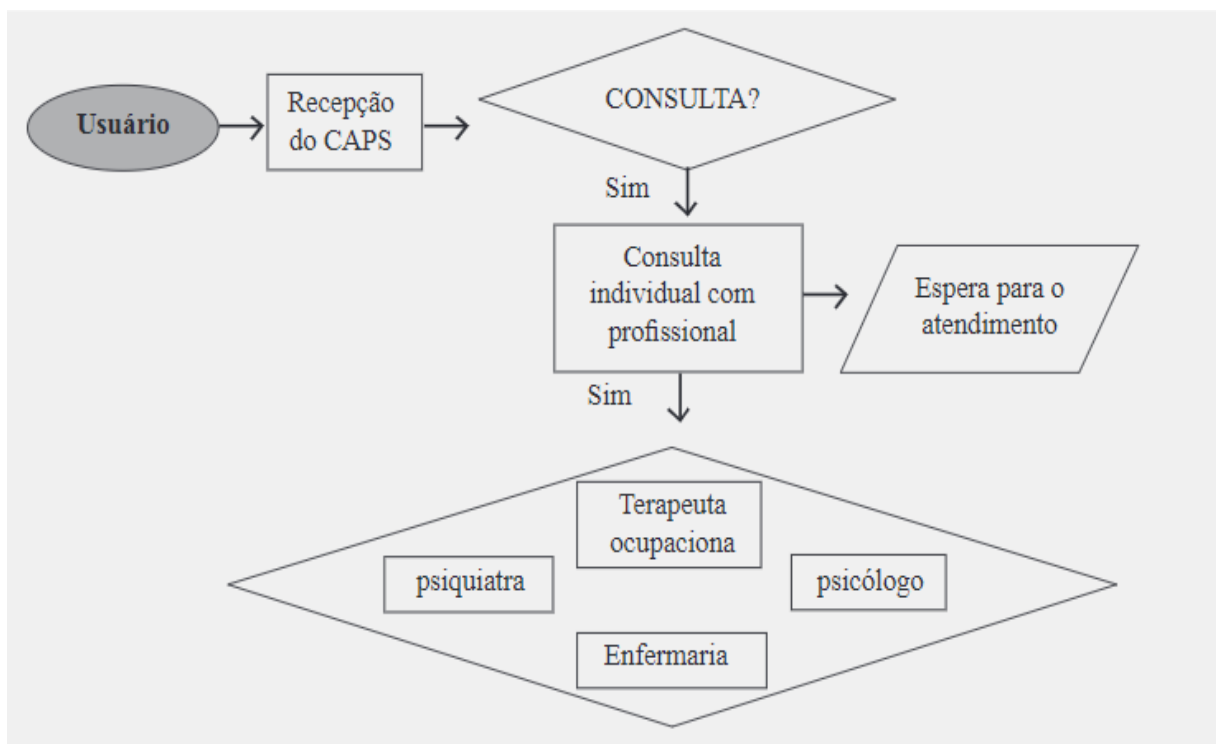 Usuário
Recepção
do CAPS
CONSULTA?
Sim
Consulta
individual com
profissional
Espera para o
atendimento
Sim
Terapeuta
ocupaciona
psiquiatra
psicólogo
Enfermaria